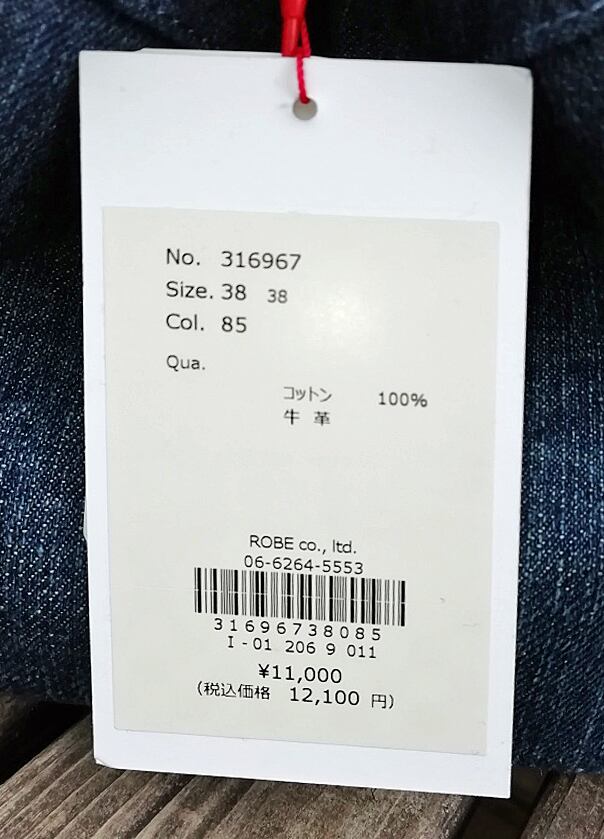 No. 316967
Size. 38 38
Col. 85
Qua.
コットン 100%
牛 革
ROBE co., ltd.
06-6264-5553
31696738085
I-01 206 9 011
¥11,000
(税込価格 12,100 円)